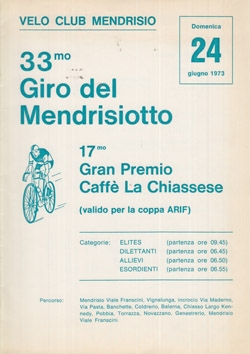 VELO CLUB MENDRISIO
Domenica
24
giugno 1973
33mo
Giro del
Mendrisiotto
17mo
Gran Premio
Caffè La Chiassese
(valido per la coppa ARIF)
Categorie: ELITES (partenza ore 09.45)
DILETTANTI (partenza ore 06.45)
ALLIEVI (partenza ore 06.50)
ESORDIENTI (partenza ore 06.55)
Percorso: Mendrisio Viale Franscini, Vignalunga, incrocio Via Maderno,
Via Pasta, Banchette, Coldrerio, Balerna, Chiasso Largo Ken-
nedy, Pobbia, Torrazza, Novazzano, Genestrerio, Mendrisio
Viale Franscini.